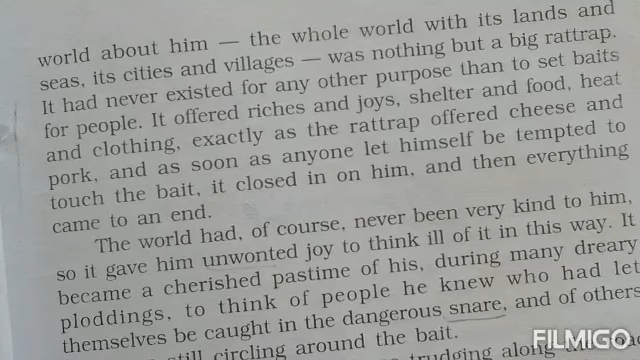 world about him — the whole world with its lands and
seas, its cities and villages — was nothing but a big rattrap.
It had never existed for any other purpose than to set baits
for people. It offered riches and joys, shelter and food, heat
and clothing, exactly as the rattrap offered cheese and
pork, and as soon as anyone let himself be tempted to
touch the bait, it closed in on him, and then everything
came to an end.
The world had, of course, never been very kind to him,
so it gave him unwonted joy to think ill of it in this way. It
became a cherished pastime of his, during many dreary
ploddings, to think of people he knew who had let
themselves be caught in the dangerous snare, and of others
still circling around the bait.
trudging along the
FILMIGO